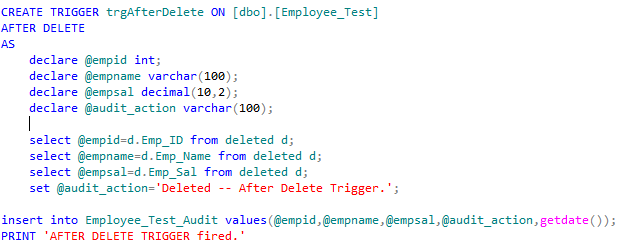 CREATE TRIGGER trgAfterDelete ON [dbo].[Employee_Test]
AFTER DELETE
AS
declare @empid int;
declare @empname varchar(100);
declare @empsal decimal(10,2);
declare @audit_action varchar(100);
select @empid=d.Emp_ID from deleted d;
select @empname=d.Emp_Name from deleted d;
select @empsal=d.Emp_Sal from deleted d;
set @audit_action='Deleted -- After Delete Trigger.';
insert into Employee_Test_Audit values(@empid,@empname,@empsal,@audit_action,getdate());
PRINT 'AFTER DELETE TRIGGER fired.'